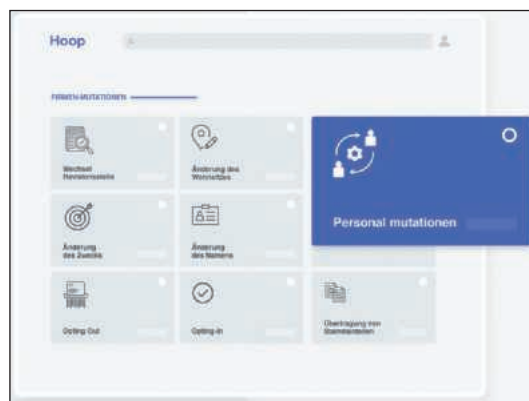 Hoop
FIRMEN-MUTATIONEN
Wechsel
Revisionsstelle
Änderung des
Wohnsitzes
Personal mutationen
Änderung
des Zwecks
Änderung
des Namens
Opting Out
Opting-In
Übertragung von
Stammanteilen